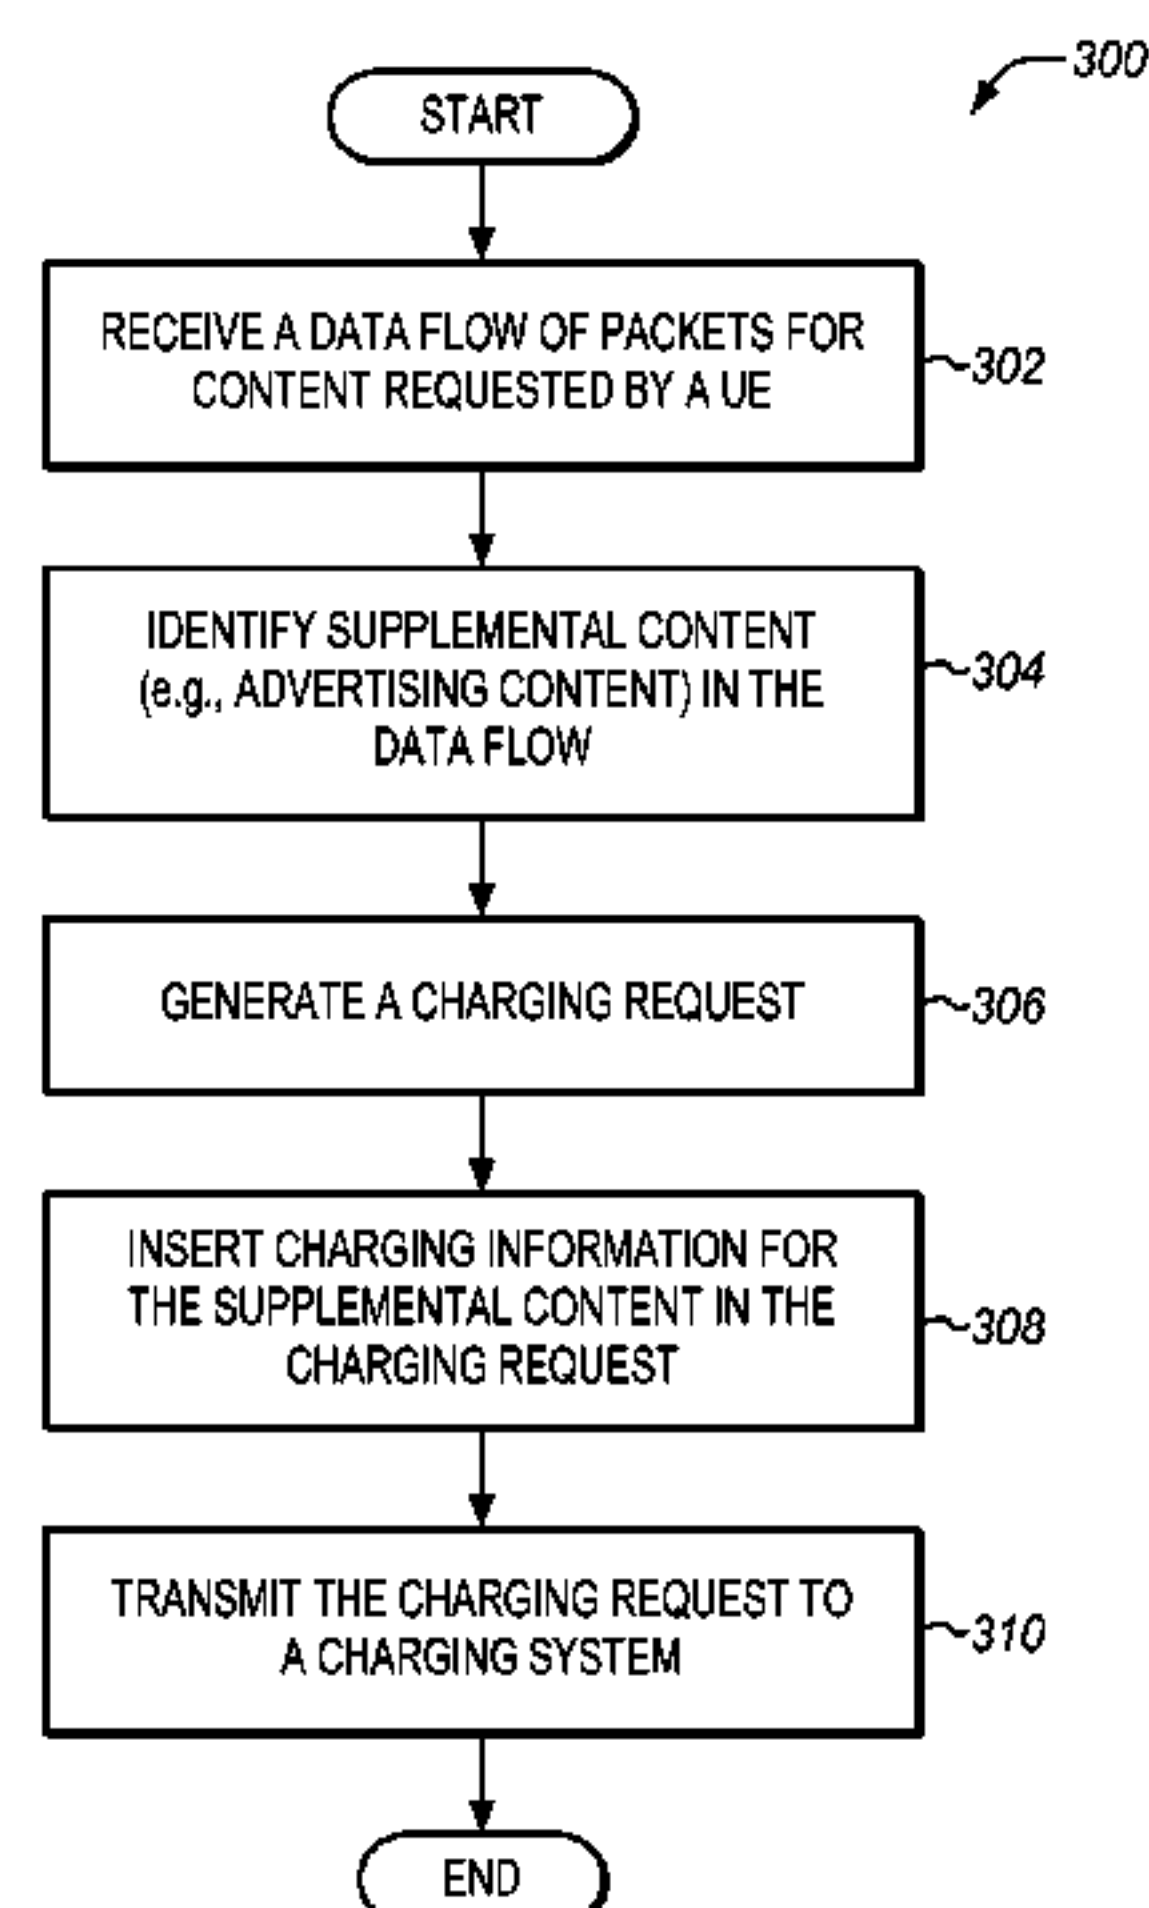 300
START
RECEIVE A DATA FLOW OF PACKETS FOR
CONTENT REQUESTED BY A UE
302
IDENTIFY SUPPLEMENTAL CONTENT
(e.g., ADVERTISING CONTENT) IN THE
DATA FLOW
304
GENERATE A CHARGING REQUEST
306
INSERT CHARGING INFORMATION FOR
THE SUPPLEMENTAL CONTENT IN THE
CHARGING REQUEST
308
TRANSMIT THE CHARGING REQUEST TO
A CHARGING SYSTEM
310
END